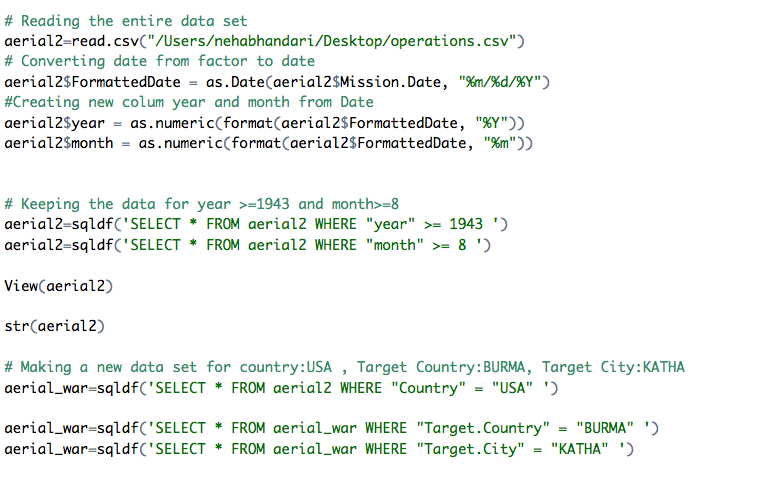 # Reading the entire data set
aerial2=read.csv("/Users/nehabhandari/Desktop/operations.csv")
# Converting date from factor to date
aerial2$FormattedDate = as.Date(aerial2$Mission.Date, "%m/%d/%Y")
#Creating new colum year and month from Date
aerial2$year = as.numeric(format(aerial2$FormattedDate, "%Y"))
aerial2$month = as.numeric(format(aerial2$FormattedDate, "%m"))
# Keeping the data for year >=1943 and month>=8
aerial2=sqldf('SELECT * FROM aerial2 WHERE "year" >= 1943 ')
aerial2=sqldf('SELECT * FROM aerial2 WHERE "month" >= 8 ')
View(aerial2)
str(aerial2)
# Making a new data set for country:USA , Target Country:BURMA, Target City:KATHA
aerial_war=sqldf('SELECT * FROM aerial2 WHERE "Country" = "USA" ')
aerial_war=sqldf('SELECT * FROM aerial_war WHERE "Target.Country" = "BURMA" ')
aerial_war=sqldf('SELECT * FROM aerial_war WHERE "Target.City" = "KATHA" ')